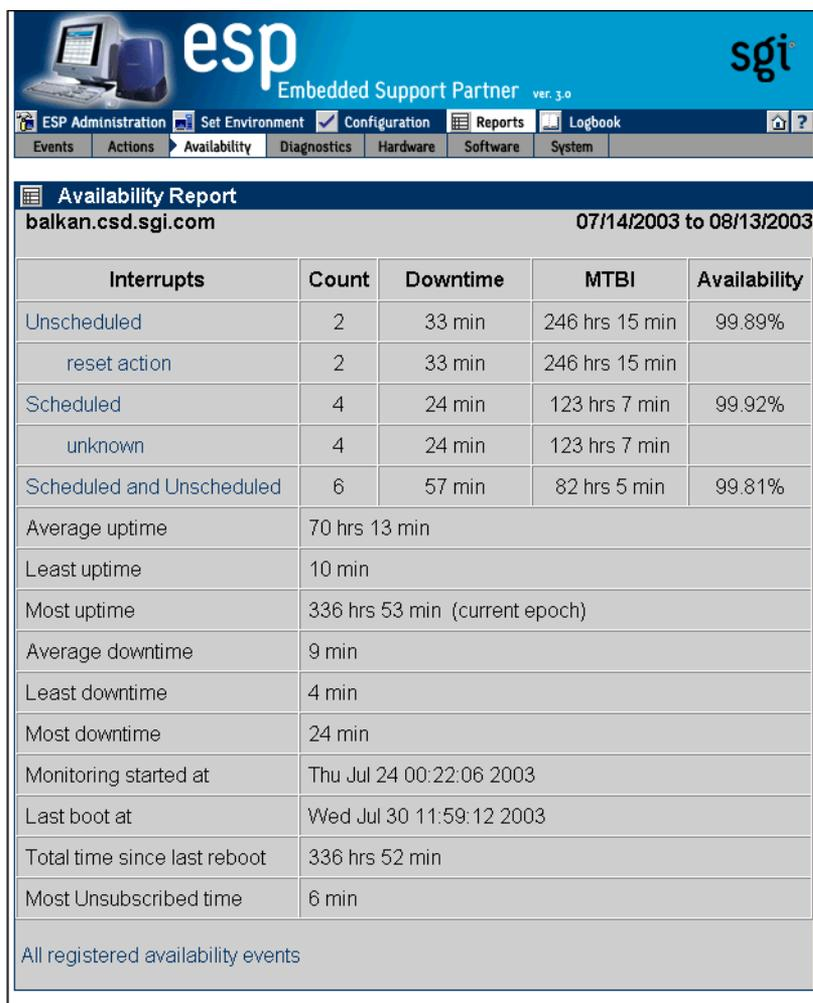 esp
sgi
Embedded Support Partner ver. 3.0
ESP Administration Set Environment Configuration Reports Logbook ?
Events Actions Availability Diagnostics Hardware Software System
Availability Report
balkan.csd.sgi.com 07/14/2003 to 08/13/2003
Interrupts Count Downtime MTBI Availability
Unscheduled 2 33 min 246 hrs 15 min 99.89%
reset action 2 33 min 246 hrs 15 min
Scheduled 4 24 min 123 hrs 7 min 99.92%
unknown 4 24 min 123 hrs 7 min
Scheduled and Unscheduled 6 57 min 82 hrs 5 min 99.81%
Average uptime 70 hrs 13 min
Least uptime 10 min
Most uptime 336 hrs 53 min (current epoch)
Average downtime 9 min
Least downtime 4 min
Most downtime 24 min
Monitoring started at Thu Jul 24 00:22:06 2003
Last boot at Wed Jul 30 11:59:12 2003
Total time since last reboot 336 hrs 52 min
Most Unsubscribed time 6 min
All registered availability events